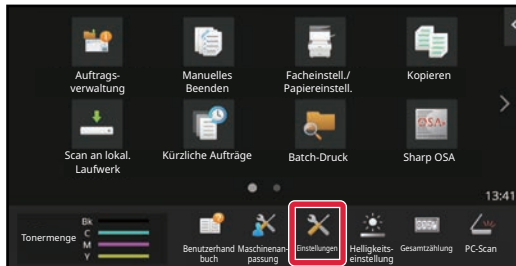 Auftrags-
verwaltung
Manuelles
Beenden
Facheinstell./
Papiereinstell.
Kopieren
OSA
Scan an lokal.
Laufwerk
Kürzliche Aufträge
Batch-Druck
Sharp OSA
13:41
Tonermenge
Bk
C
M
Y
Benutzerhand
buch
Maschinenan-
passung
Einstellungen
Helligkeits-
einstellung
Gesamtzählung
PC-Scan